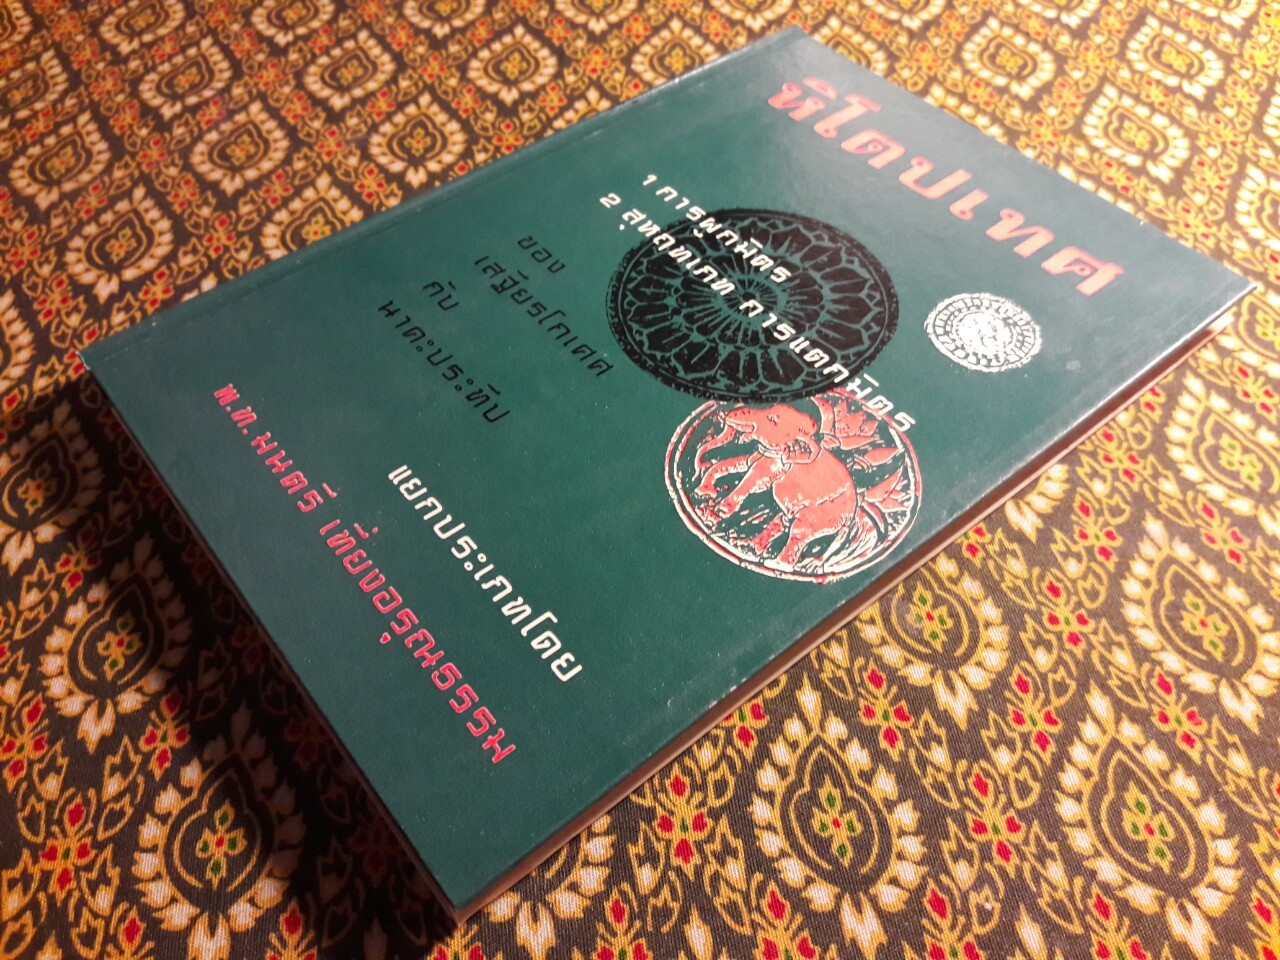 หิโตปเทศ
1 การผูกมิตร
2 สุหฤทเภท การแตกมิตร
ของ
เสฐียรโกเศศ
กับ
นาคะประทีป
แยกประเภทโดย
พ.ท.มนตรี เที่ยงอรุณธรรม